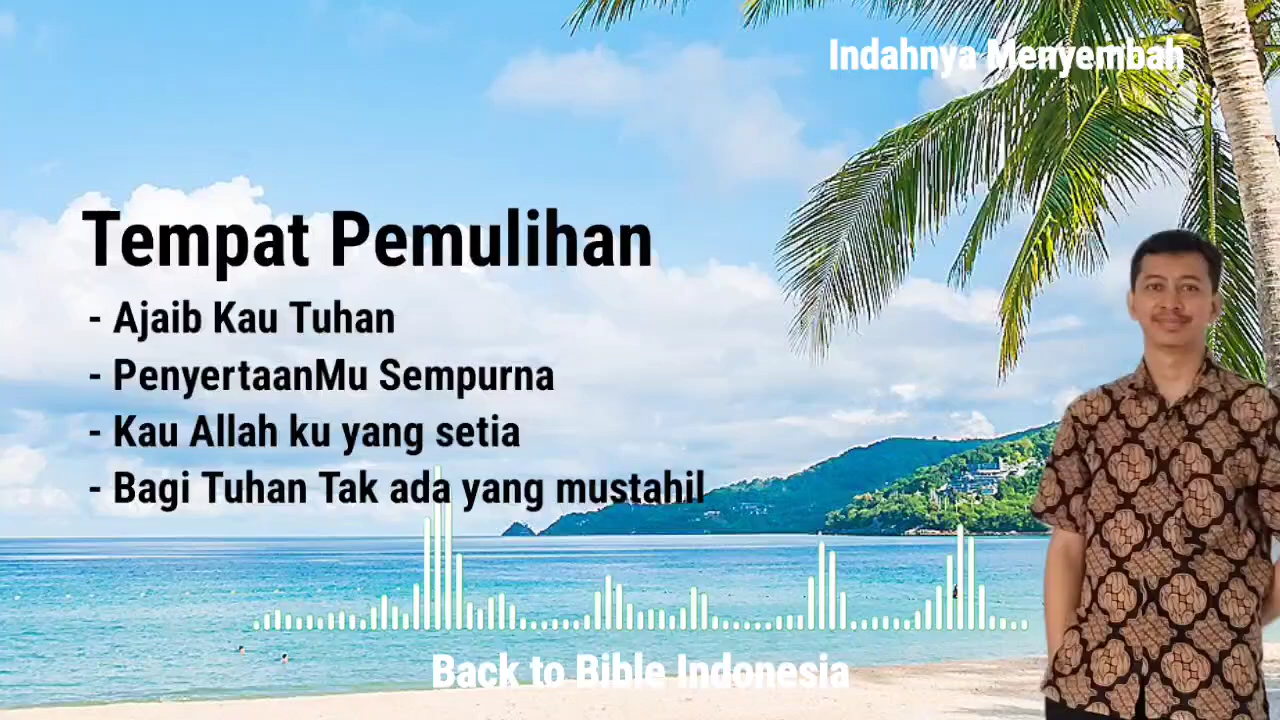 Indahnya Menyembah
Tempat Pemulihan
- Ajaib Kau Tuhan
- PenyertaanMu Sempurna
- Kau Allah ku yang setia
- Bagi Tuhan Tak ada yang mustahil
Back to Bible Indonesia